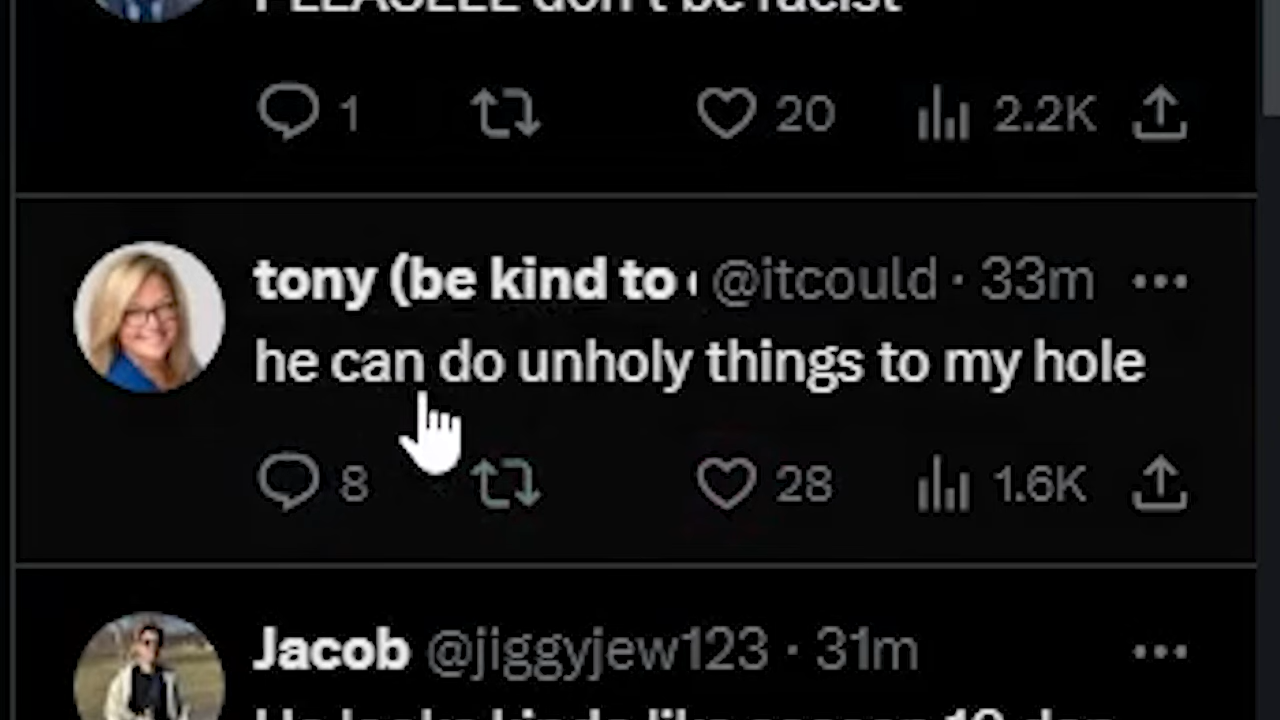 don't be racist
1 20 2.2K
tony (be kind to @itcould · 33m
he can do unholy things to my hole
8 28 1.6K
Jacob @jiggyjew123 · 31m